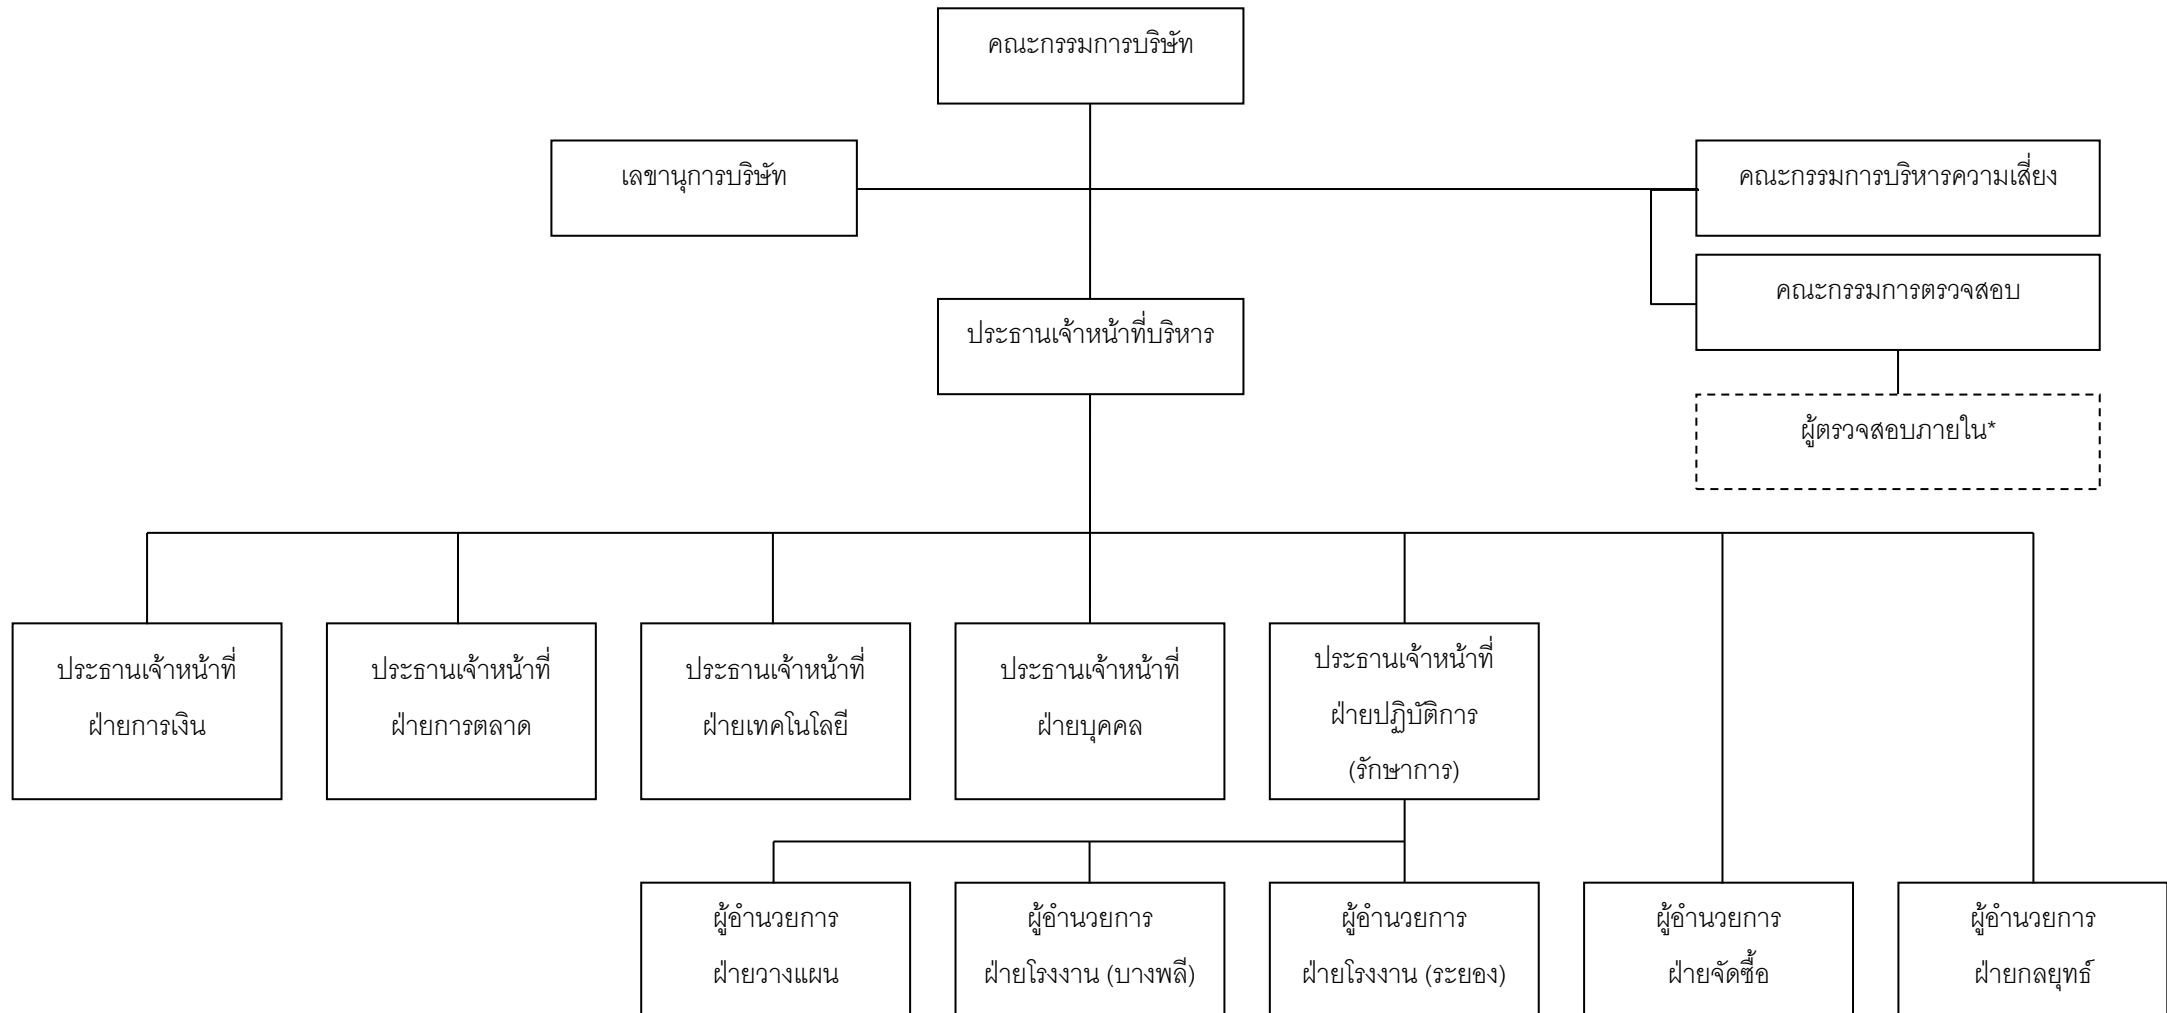 คณะกรรมการบริษัท
เลขานุการบริษัท
คณะกรรมการบริหารความเสี่ยง
คณะกรรมการตรวจสอบ
ประธานเจ้าหน้าที่บริหาร
ผู้ตรวจสอบภายใน*
ประธานเจ้าหน้าที่
ฝ่ายการเงิน
ประธานเจ้าหน้าที่
ฝ่ายการตลาด
ประธานเจ้าหน้าที่
ฝ่ายเทคโนโลยี
ประธานเจ้าหน้าที่
ฝ่ายบุคคล
ประธานเจ้าหน้าที่
ฝ่ายปฏิบัติการ
(รักษาการ)
ผู้อำนวยการ
ฝ่ายวางแผน
ผู้อำนวยการ
ฝ่ายโรงงาน (บางพลี)
ผู้อำนวยการ
ฝ่ายโรงงาน (ระยอง)
ผู้อำนวยการ
ฝ่ายจัดซื้อ
ผู้อำนวยการ
ฝ่ายกลยุทธ์